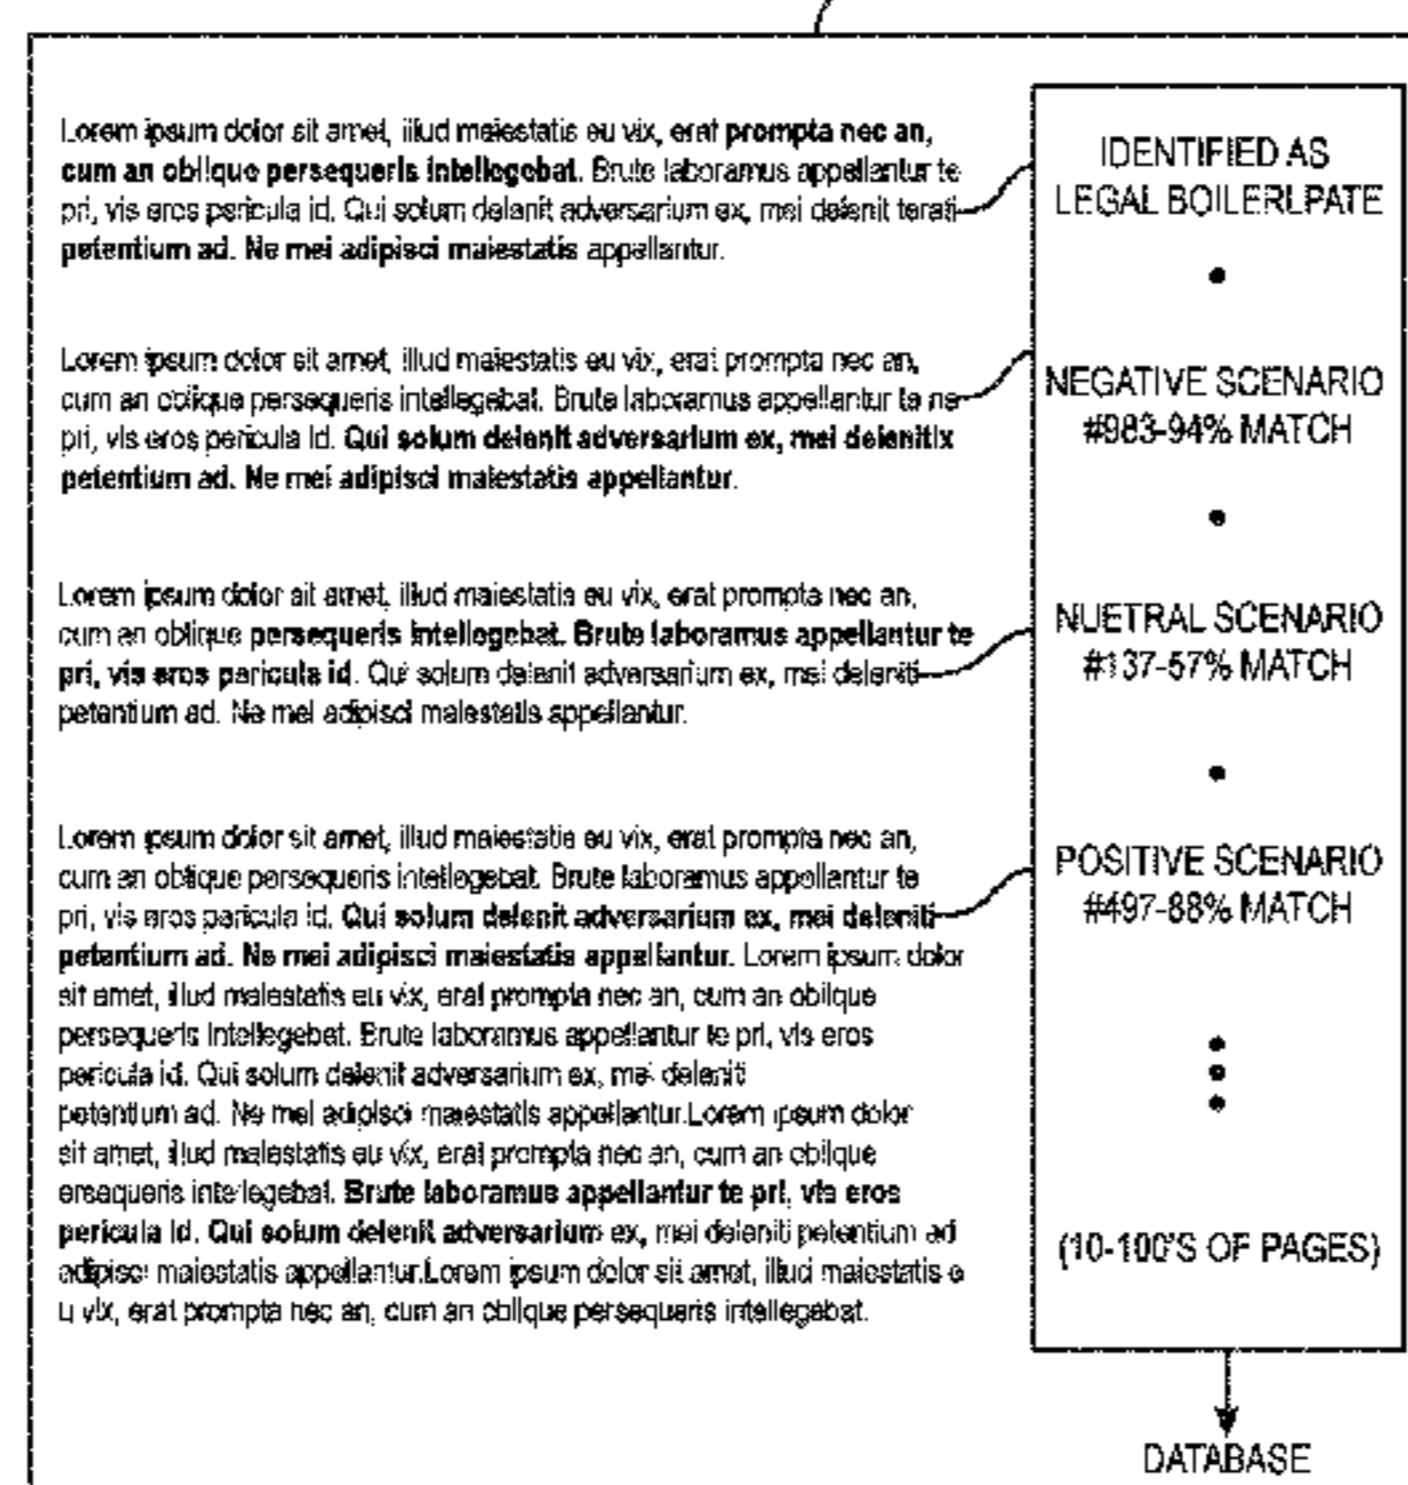 Lorem ipsum dolor sit amet, illud maiestatis eu vix, erat prompta nec an,
cum an oblique persequeris intellegebat. Brute laboramus appellantur te
pri, vis eros pericula id. Qui solum delenit adversarium ex, mei delenit terati
petentium ad. Ne mei adipisci maiestatis appellantur.
Lorem ipsum dolor sit amet, illud maiestatis eu vix, erat prompta nec an,
cum an oblique persequeris intellegebat. Brute laboramus appellantur te ne
pri, vis eros pericula id. Qui solum delenit adversarium ex, mei delenitix
petentium ad. Ne mei adipisci maiestatis appellantur.
Lorem ipsum dolor sit amet, illud maiestatis eu vix, erat prompta nec an,
cum an oblique persequeris intellegebat. Brute laboramus appellantur te
pri, vis eros pericula id. Qui solum delenit adversarium ex, mei deleniti
petentium ad. Ne mei adipisci maiestatis appellantur.
Lorem ipsum dolor sit amet, illud maiestatis eu vix, erat prompta nec an,
cum an oblique persequeris intellegebat. Brute laboramus appellantur te
pri, vis eros pericula id. Qui solum delenit adversarium ex, mei deleniti
petentium ad. Ne mei adipisci maiestatis appellantur. Lorem ipsum dolor
sit amet, illud maiestatis eu vix, erat prompta nec an, cum an oblique
persequeris intellegebat. Brute laboramus appellantur te pri, vis eros
pericula id. Qui solum delenit adversarium ex, mei deleniti
petentium ad. Ne mei adipisci maiestatis appellantur.Lorem ipsum dolor
sit amet, illud maiestatis eu vix, erat prompta nec an, cum an oblique
ersequeris intellegebat. Brute laboramus appellantur te pri, vis eros
pericula id. Qui solum delenit adversarium ex, mei deleniti petentium ad
adipisci maiestatis appellantur.Lorem ipsum dolor sit amet, illud maiestatis e
u vix, erat prompta nec an, cum an oblique persequeris intellegebat.
IDENTIFIED AS
LEGAL BOILERLPATE
NEGATIVE SCENARIO
#983-94% MATCH
NUETRAL SCENARIO
#137-57% MATCH
POSITIVE SCENARIO
#497-88% MATCH
(10-100'S OF PAGES)
DATABASE